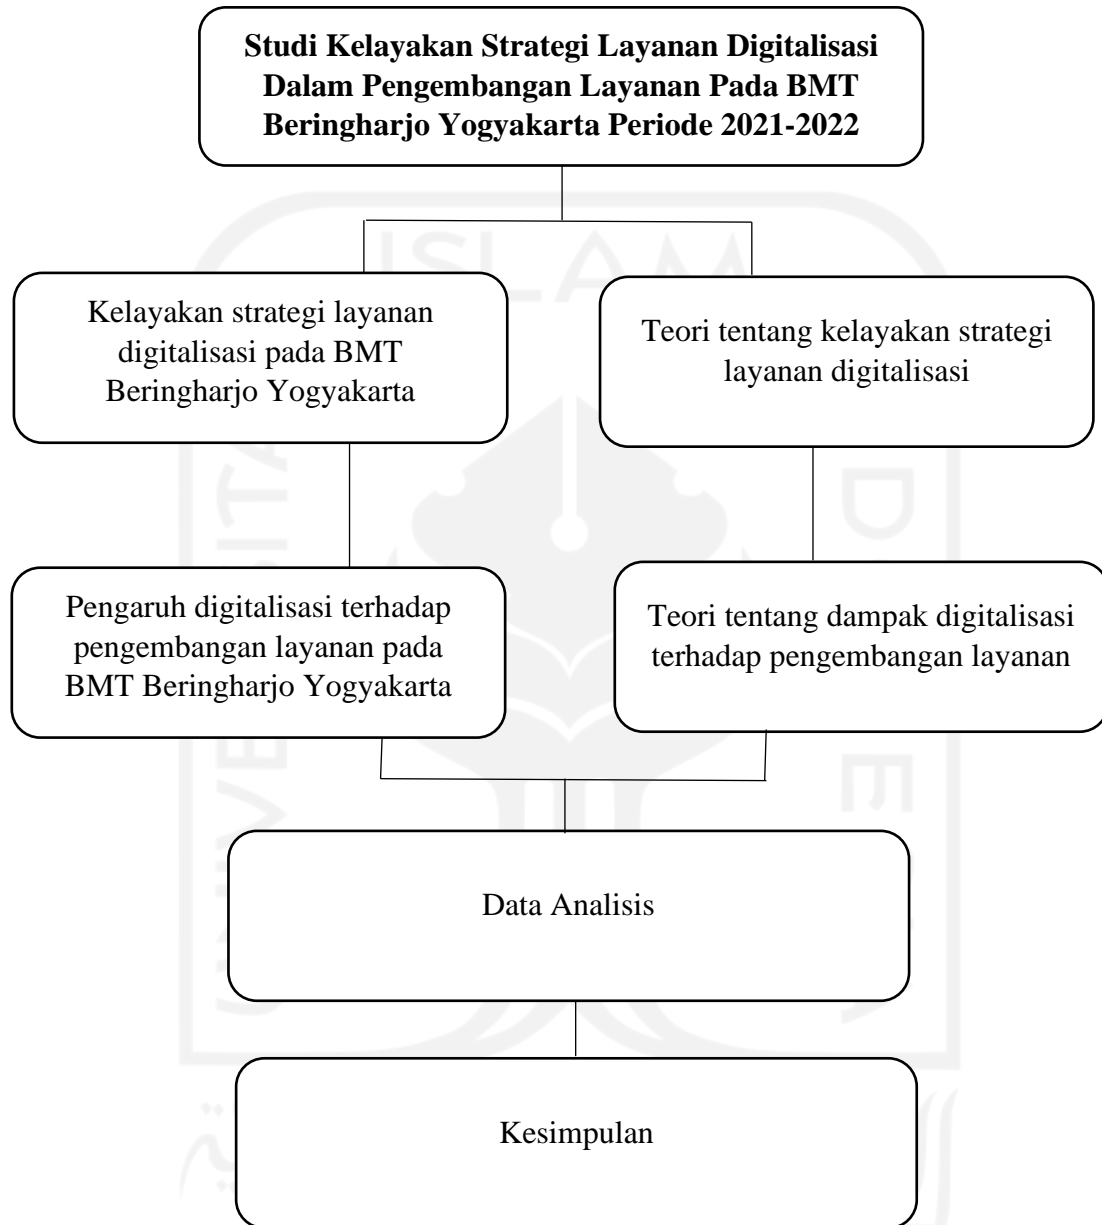 Studi Kelayakan Strategi Layanan Digitalisasi
Dalam Pengembangan Layanan Pada BMT
Beringharjo Yogyakarta Periode 2021-2022
Kelayakan strategi layanan
digitalisasi pada BMT
Beringharjo Yogyakarta
Teori tentang kelayakan strategi
layanan digitalisasi
Pengaruh digitalisasi terhadap
pengembangan layanan pada
BMT Beringharjo Yogyakarta
Teori tentang dampak digitalisasi
terhadap pengembangan layanan
Data Analisis
Kesimpulan
ISLAM